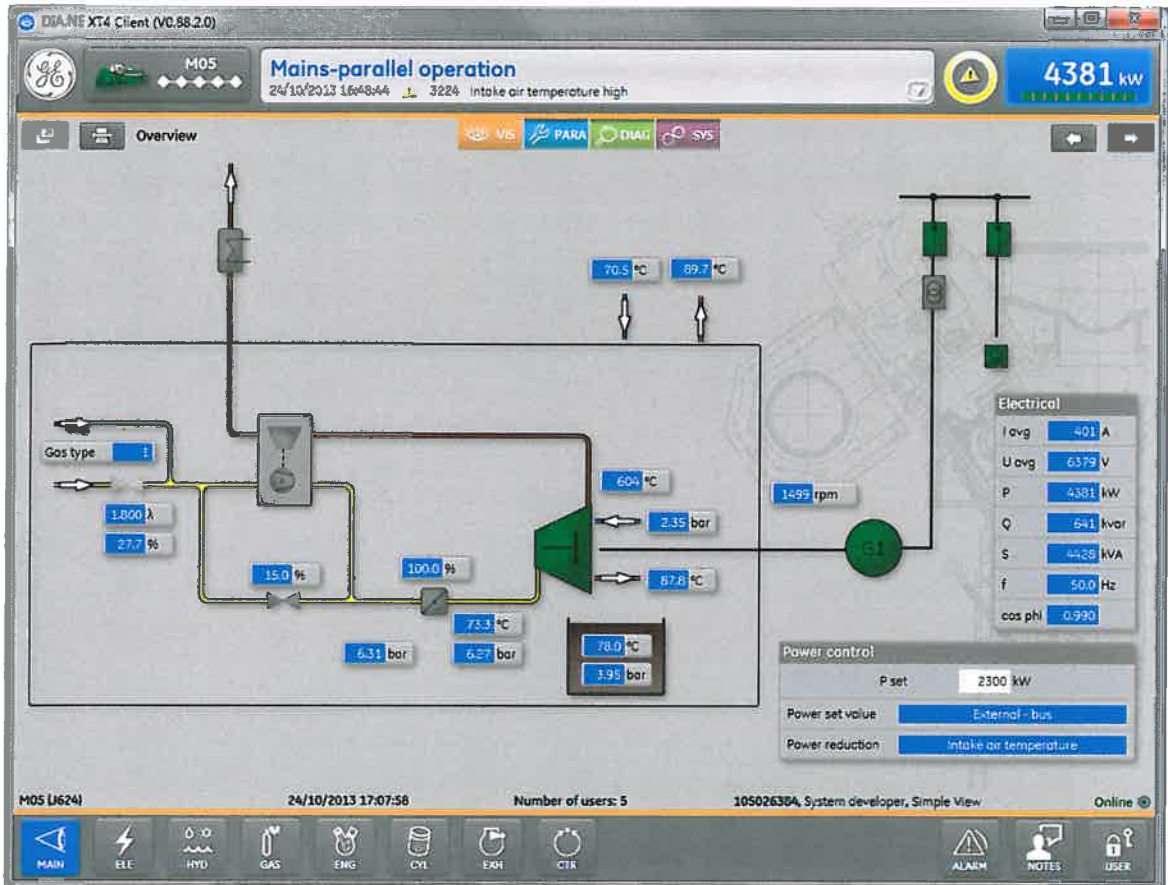 DIA.NE XT4 Client (V0.88.2.0)
M05
Mains-parallel operation
24/10/2013 16:48:44 3224 Intake air temperature high
4381 kW
Overview
VIS PARA DIAG SYS
70.5 °C 89.7 °C
Gas type
1.800 λ
27.7 %
15.0 %
100.0 %
73.3 °C
6.31 bar
6.27 bar
604 °C
2.35 bar
87.8 °C
78.0 °C
3.95 bar
1499 rpm
G1
Electrical
I avg 401 A
U avg 6379 V
P 4381 kW
Q 641 kvar
S 4428 kVA
f 50.0 Hz
cos phi 0.990
Power control
P set 2300 kW
Power set value External - bus
Power reduction Intake air temperature
M05 (J624) 24/10/2013 17:07:58 Number of users: 5 105026384, System developer, Simple View Online
MAIN ELE HYD GAS ENG CYL EXH CTR ALARM NOTES USER